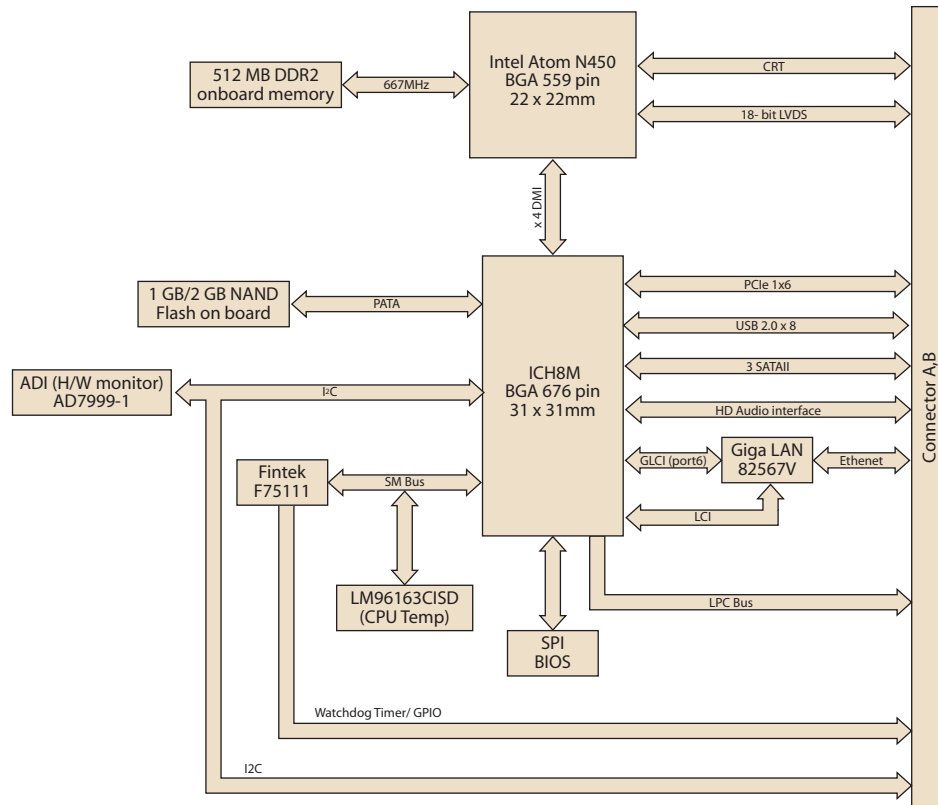 Intel Atom N450
BGA 559 pin
22 x 22mm
512 MB DDR2
onboard memory
667MHz
CRT
18- bit LVDS
x 4 DMI
1 GB/2 GB NAND
Flash on board
PATA
ICH8M
BGA 676 pin
31 x 31mm
PCIe 1x6
USB 2.0 x 8
3 SATAII
HD Audio interface
ADI (H/W monitor)
AD7999-1
I²C
GLCI (port6)
Giga LAN
82567V
Ethenet
LCI
Fintek
F75111
SM Bus
LM96163CISD
(CPU Temp)
SPI
BIOS
LPC Bus
Watchdog Timer/ GPIO
I2C
Connector A,B